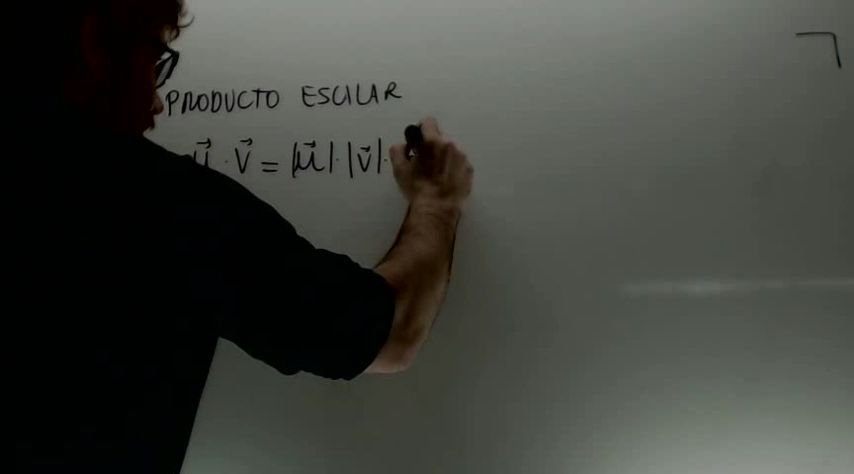 PRODUCTO ESCALAR
u⃗ · v⃗ = |u⃗| · |v⃗| ·